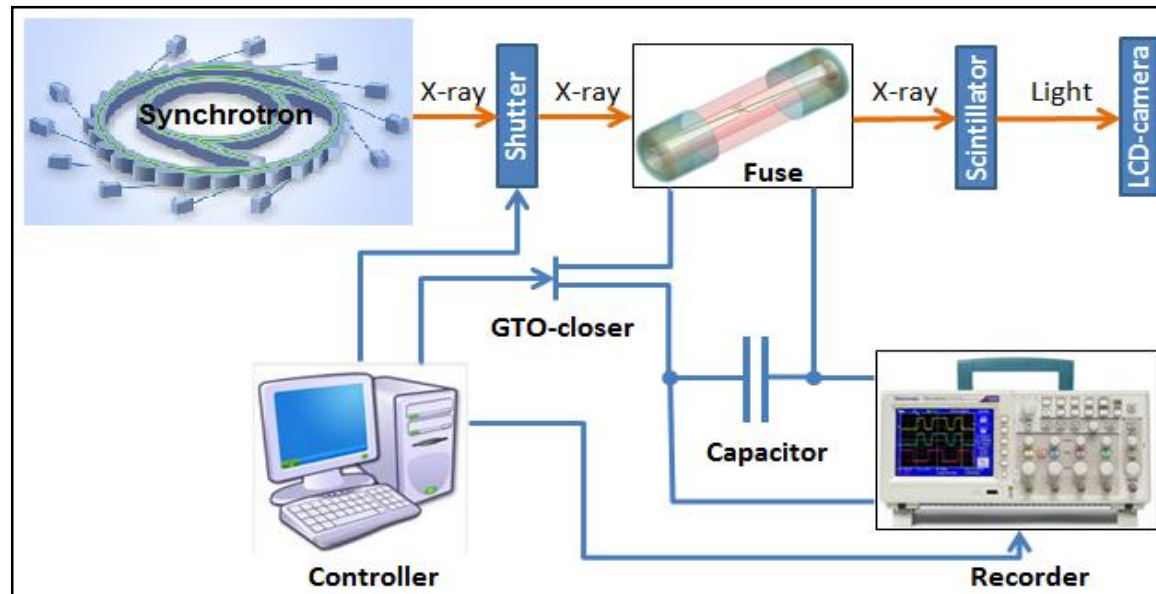 Synchrotron
X-ray
Shutter
X-ray
Fuse
X-ray
Scintillator
Light
LCD-camera
GTO-closer
Capacitor
Controller
Recorder